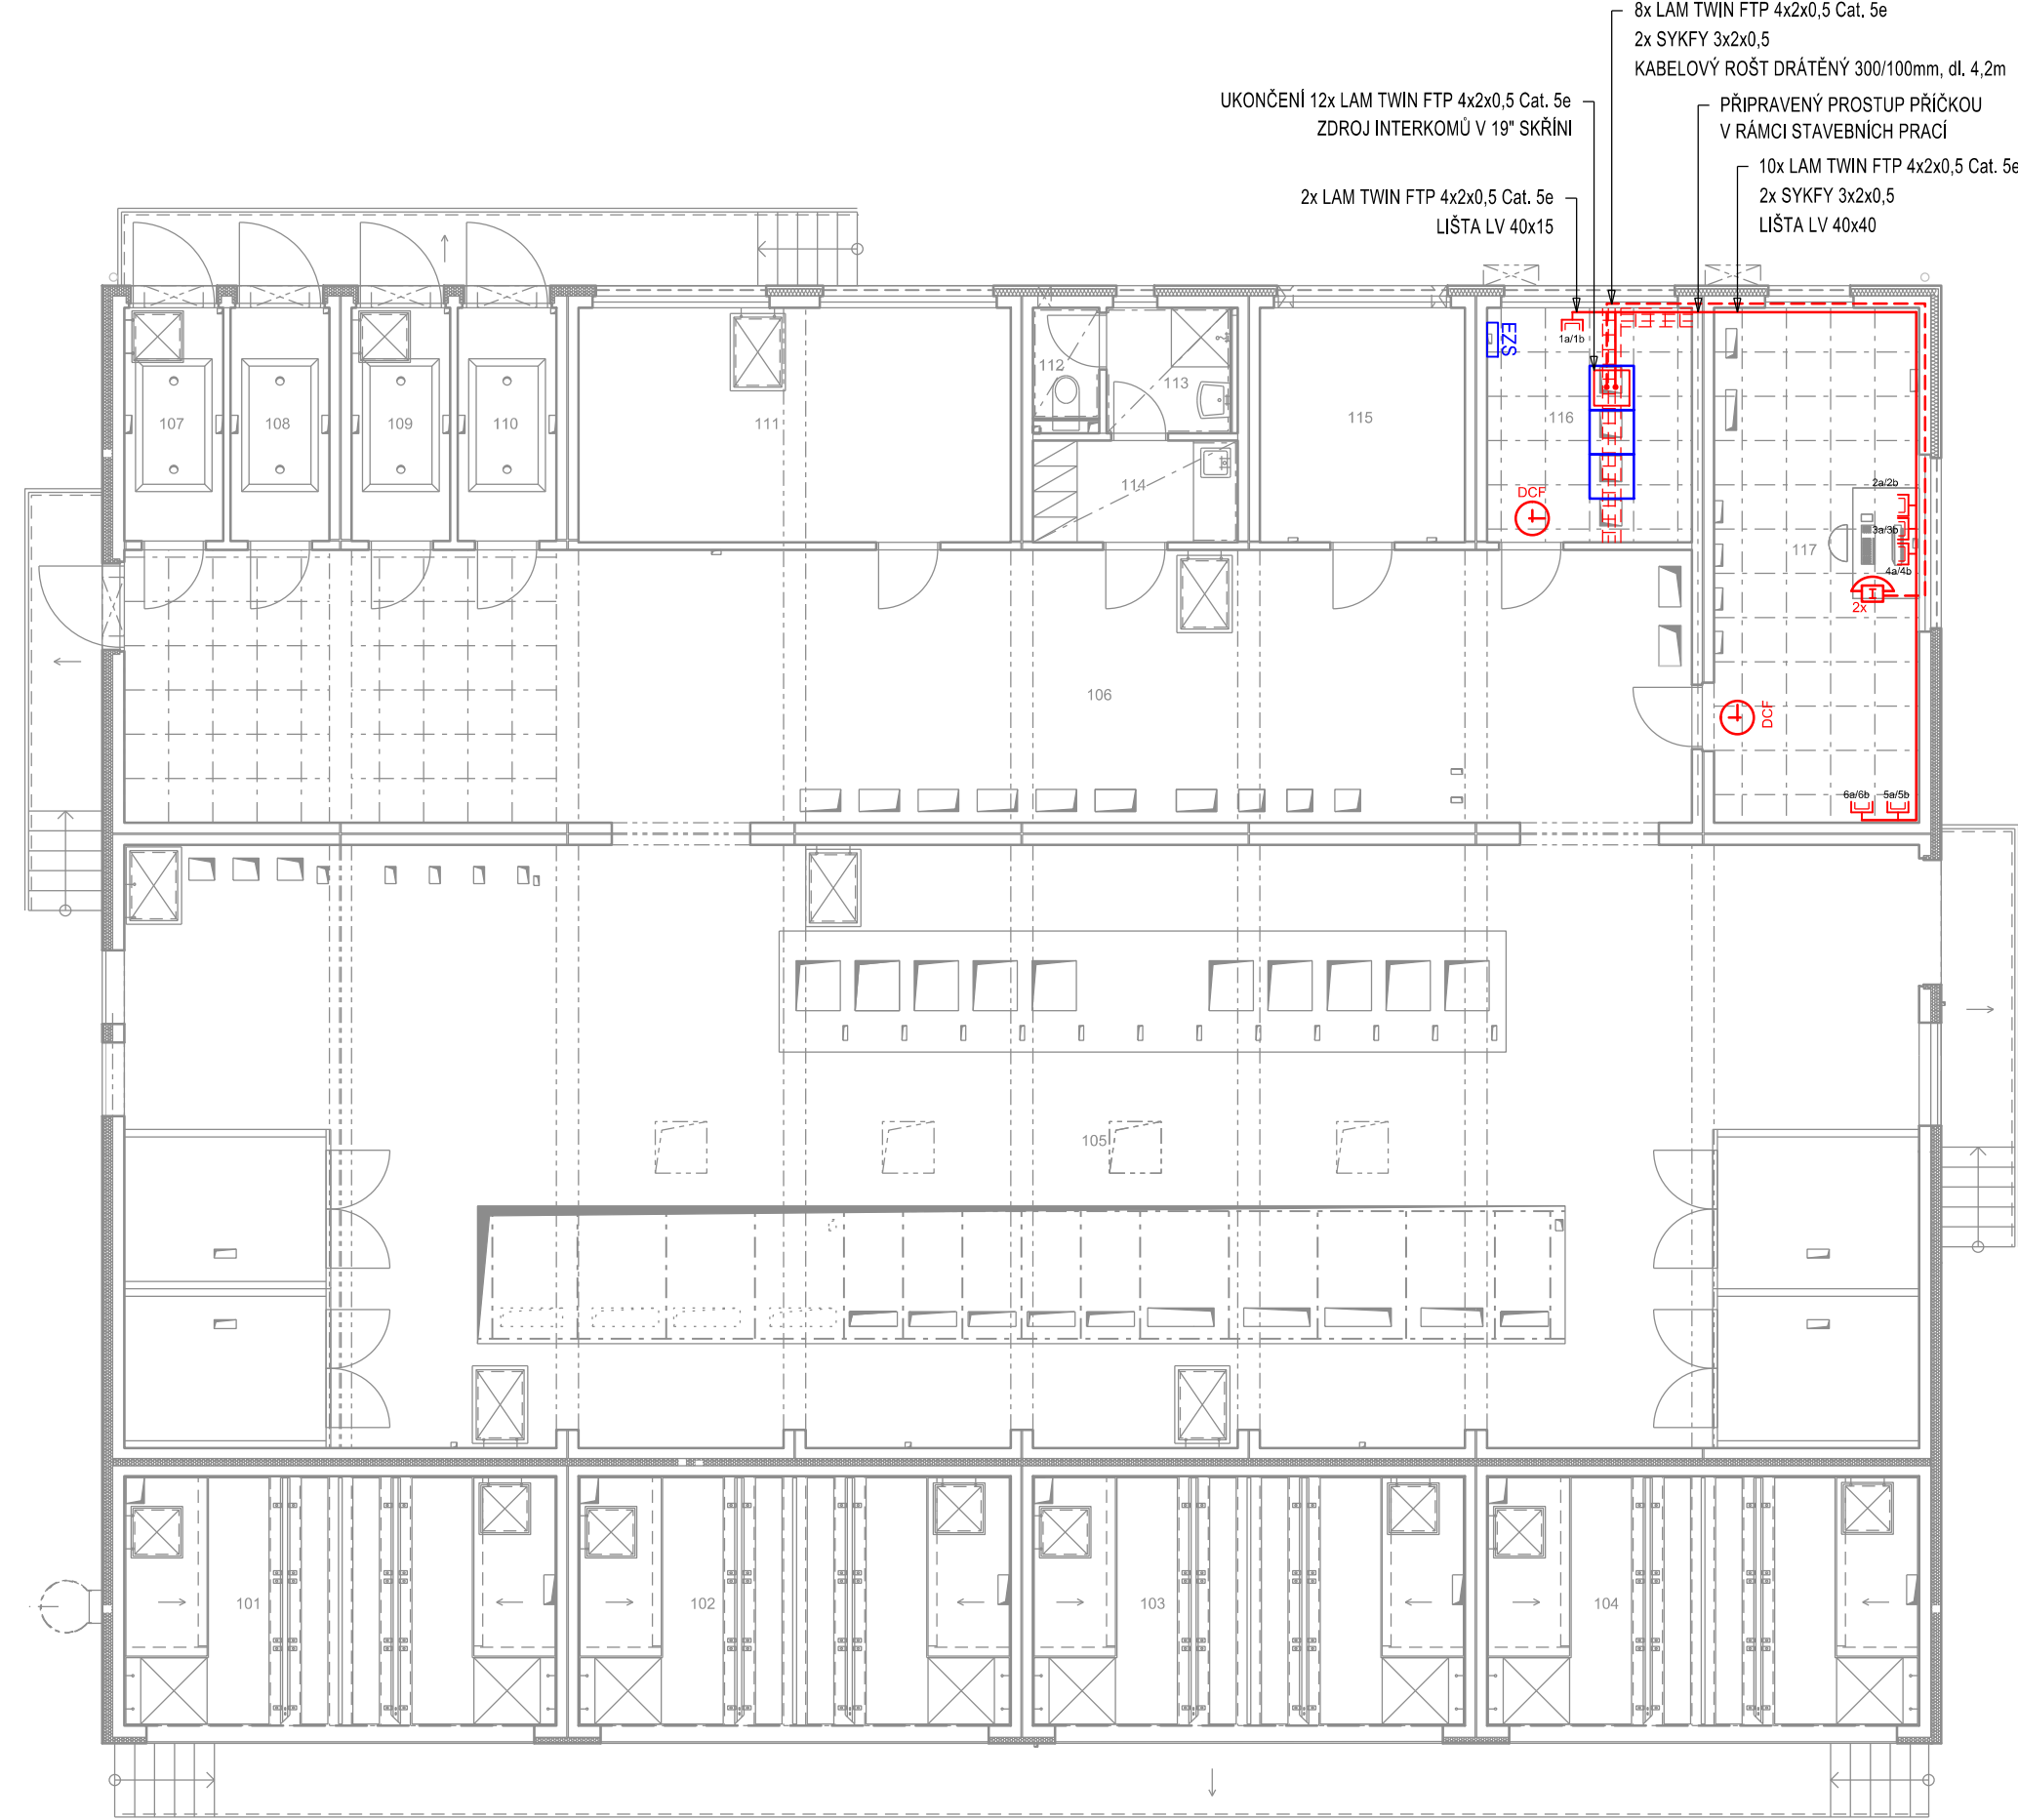 8x LAM TWIN FTP 4x2x0,5 Cat. 5e
2x SYKFY 3x2x0,5
KABELOVÝ ROŠT DRÁTĚNÝ 300/100mm, dl. 4,2m
UKONČENÍ 12x LAM TWIN FTP 4x2x0,5 Cat. 5e
ZDROJ INTERKOMŮ V 19" SKŘÍNI
PŘIPRAVENÝ PROSTUP PŘÍČKOU
V RÁMCI STAVEBNÍCH PRACÍ
10x LAM TWIN FTP 4x2x0,5 Cat. 5e
2x SYKFY 3x2x0,5
LIŠTA LV 40x40
2x LAM TWIN FTP 4x2x0,5 Cat. 5e
LIŠTA LV 40x15
1a/1b
EZS
107
108
109
110
111
112
113
114
115
116
117
DCF
2a/2b
3a/3b
4a/4b
2x
106
DCF
6a/6b
5a/5b
105
101
102
103
104